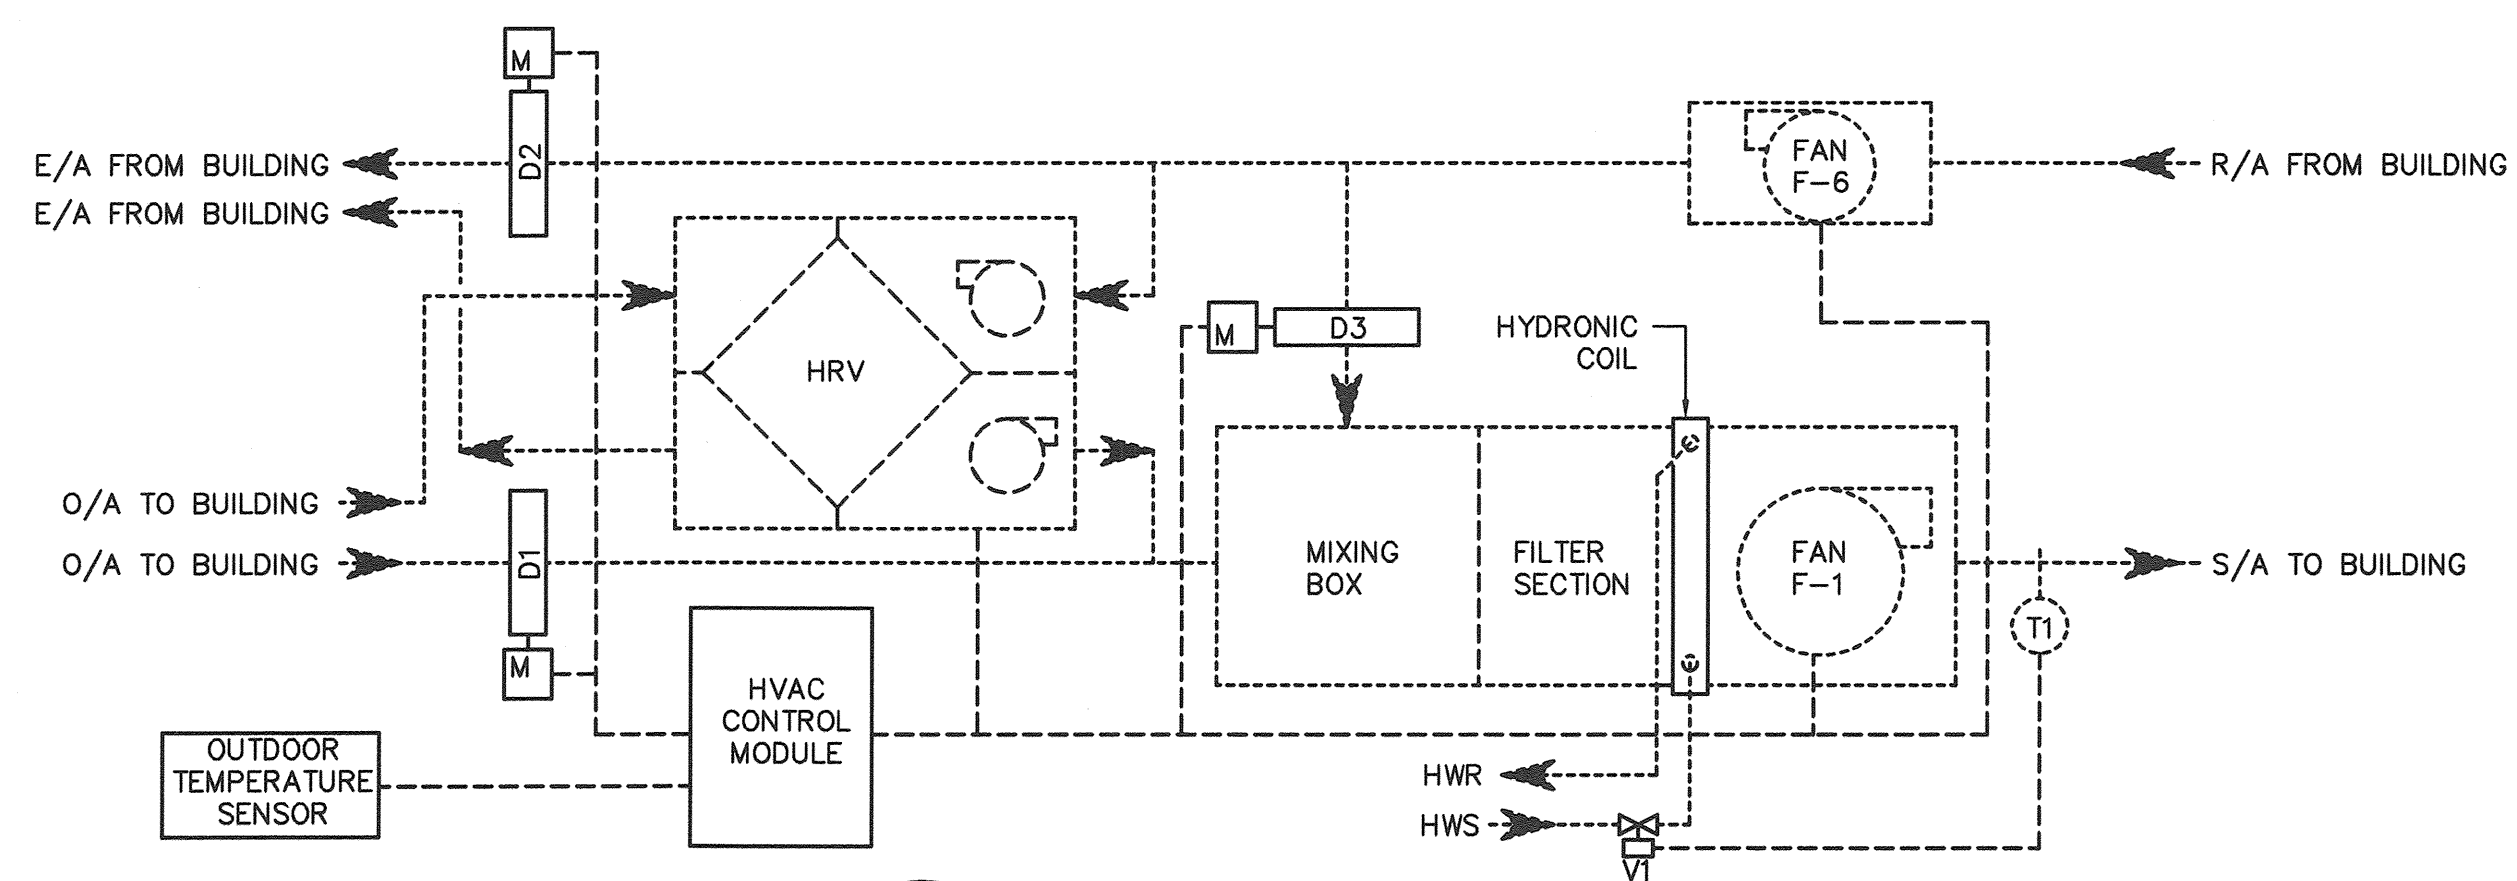 M
E/A FROM BUILDING
D2
FAN
F-6
R/A FROM BUILDING
E/A FROM BUILDING
M
D3
HYDRONIC
COIL
HRV
O/A TO BUILDING
O/A TO BUILDING
D1
MIXING
BOX
FILTER
SECTION
FAN
F-1
S/A TO BUILDING
T1
M
HVAC
CONTROL
MODULE
OUTDOOR
TEMPERATURE
SENSOR
HWR
HWS
V1